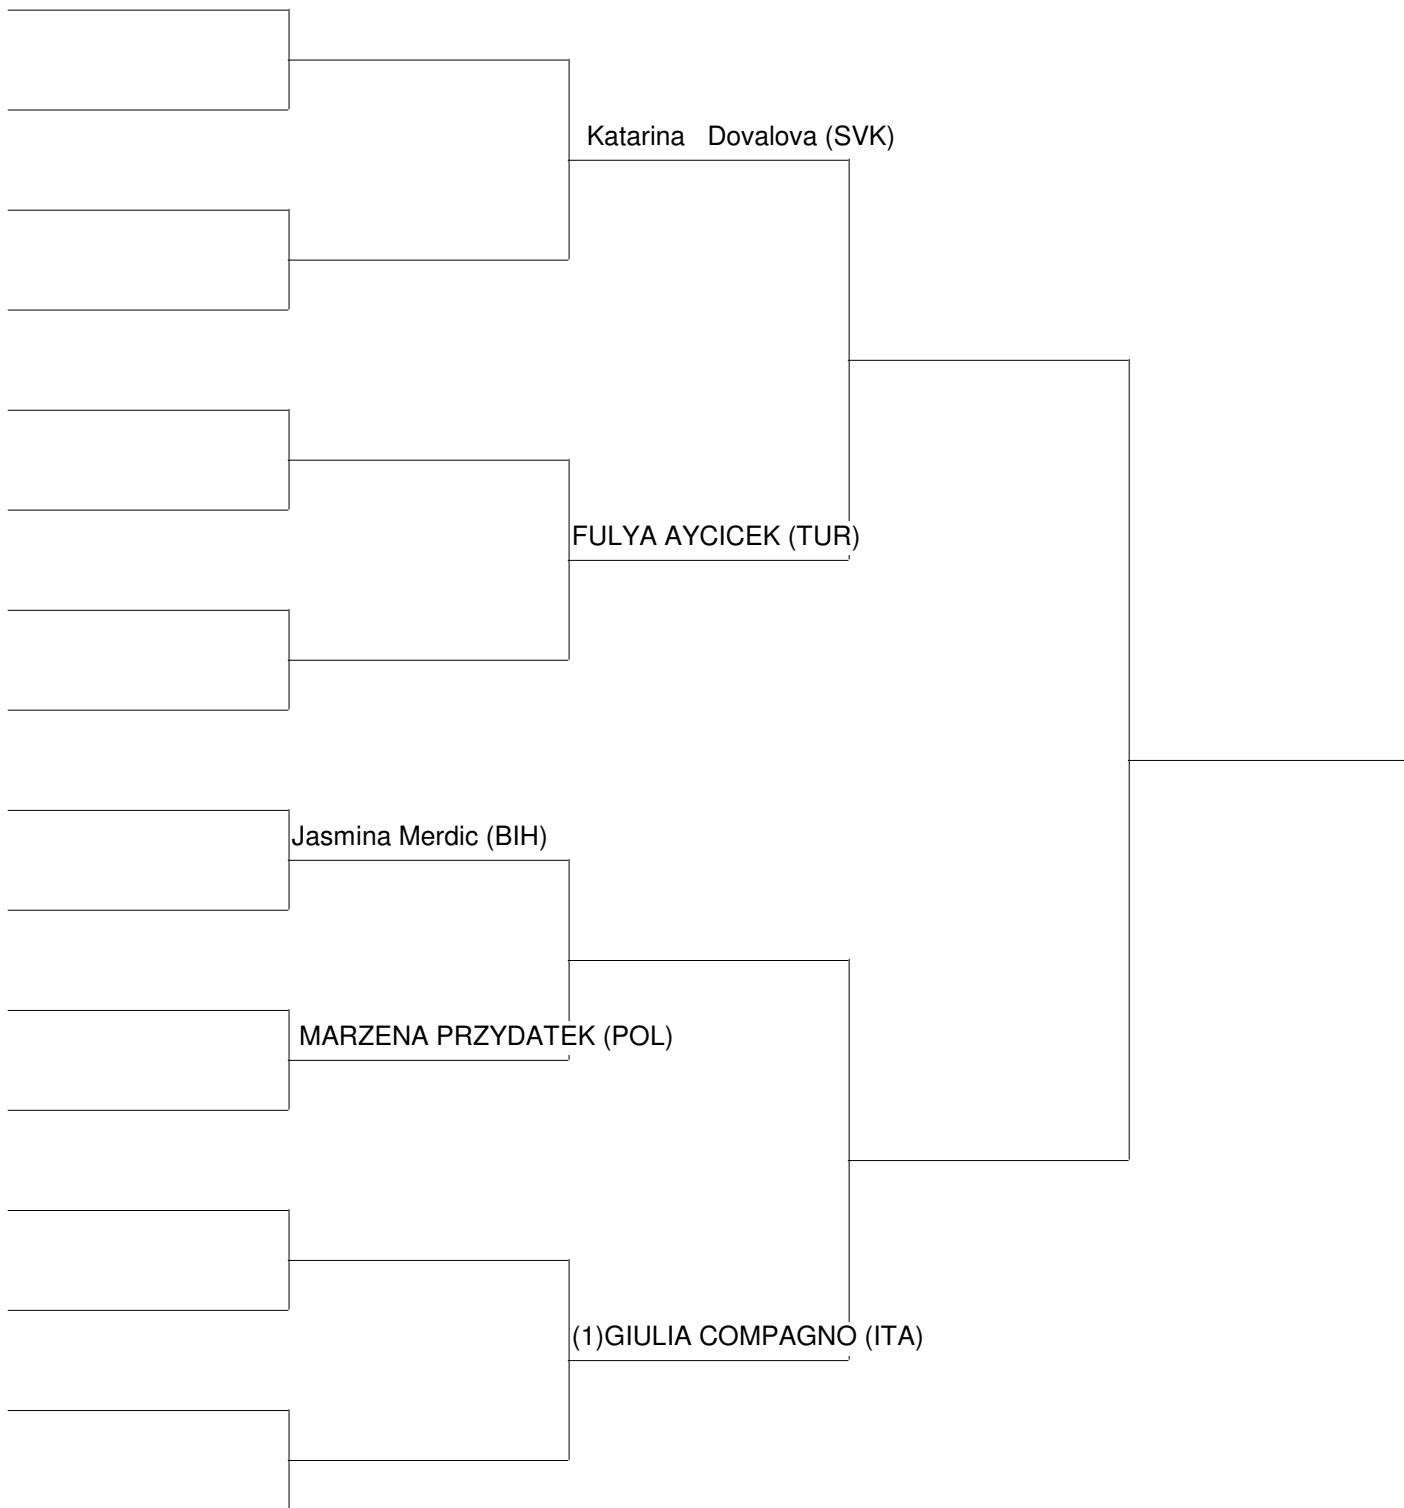 Katarina   Dovalova (SVK)
FULYA AYCICEK (TUR)
Jasmina Merdic (BIH)
MARZENA PRZYDATEK (POL)
(1)GIULIA COMPAGNO (ITA)